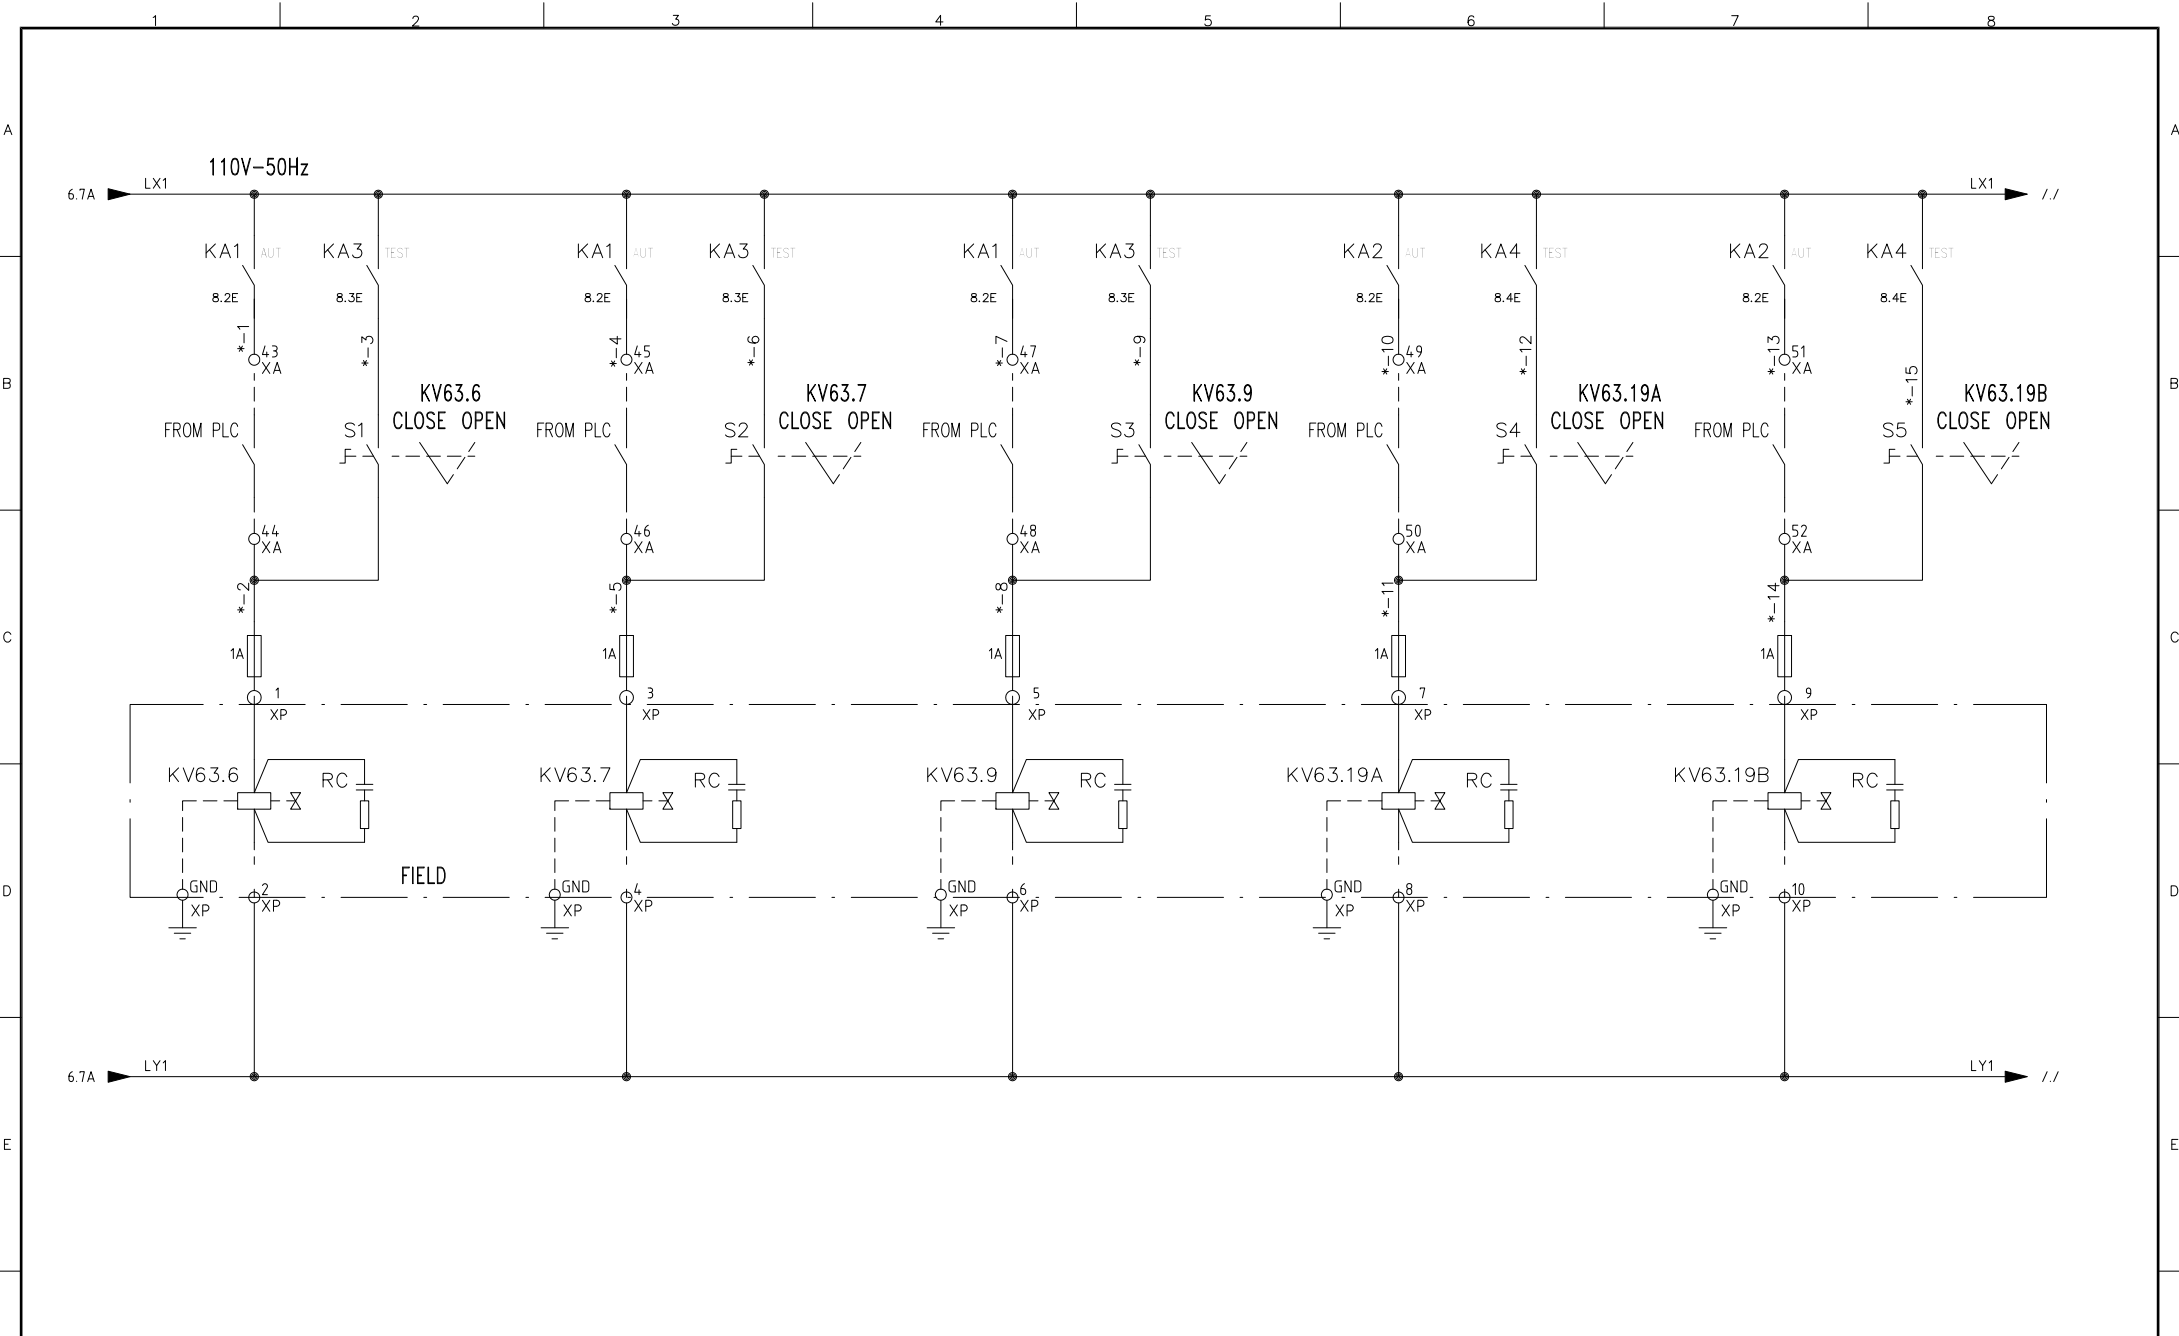 1 2 3 4 5 6 7 8
A A
110V-50Hz
6.7A LX1 LX1 /./
KA1 AUT KA3 TEST KA1 AUT KA3 TEST KA1 AUT KA3 TEST KA2 AUT KA4 TEST KA2 AUT KA4 TEST
8.2E 8.3E 8.2E 8.3E 8.2E 8.3E 8.2E 8.4E 8.2E 8.4E
*-1 *-3 *-4 *-6 *-7 *-9 *-10 *-12 *-13 *-15
43 45 47 49 51
XA XA XA XA XA
B B
KV63.6 KV63.7 KV63.9 KV63.19A KV63.19B
CLOSE OPEN CLOSE OPEN CLOSE OPEN CLOSE OPEN CLOSE OPEN
FROM PLC S1 FROM PLC S2 FROM PLC S3 FROM PLC S4 FROM PLC S5
44 46 48 50 52
XA XA XA XA XA
*-2 *-5 *-8 *-11 *-14
C C
1A 1A 1A 1A 1A
1 3 5 7 9
XP XP XP XP XP
KV63.6 RC KV63.7 RC KV63.9 RC KV63.19A RC KV63.19B RC
FIELD
D D
GND 2 GND 4 GND 6 GND 8 GND 10
XP XP XP XP XP XP XP XP XP XP
6.7A LY1 LY1 /./
E E